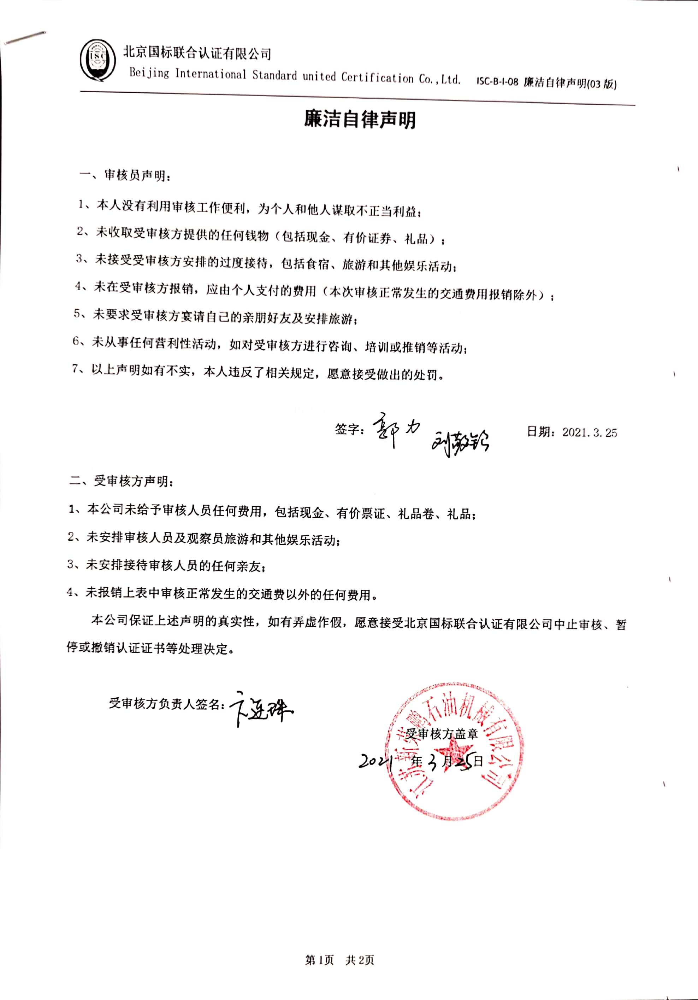 ISC
北京国标联合认证有限公司
Beijing International Standard united Certification Co.,Ltd. ISC-B-I-08 廉洁自律声明(03 版)
廉洁自律声明
一、审核员声明：
1、本人没有利用审核工作便利，为个人和他人谋取不正当利益；
2、未收取受审核方提供的任何钱物（包括现金、有价证券、礼品）；
3、未接受受审核方安排的过度接待，包括食宿、旅游和其他娱乐活动；
4、未在受审核方报销，应由个人支付的费用（本次审核正常发生的交通费用报销除外）；
5、未要求受审核方宴请自己的亲朋好友及安排旅游；
6、未从事任何营利性活动，如对受审核方进行咨询、培训或推销等活动；
7、以上声明如有不实，本人违反了相关规定，愿意接受做出的处罚。
签字：郭力 日期：2021.3.25
二、受审核方声明：
1、本公司未给予审核人员任何费用，包括现金、有价票证、礼品卷、礼品；
2、未安排审核人员及观察员旅游和其他娱乐活动；
3、未安排接待审核人员的任何亲友；
4、未报销上表中审核正常发生的交通费以外的任何费用。
本公司保证上述声明的真实性，如有弄虚作假，愿意接受北京国标联合认证有限公司中止审核、暂
停或撤销认证证书等处理决定。
受审核方负责人签名：卞连珠
江苏新荣鹏石油机械有限公司
受审核方盖章
2021 年 3 月 25 日
第 1页 共 2页